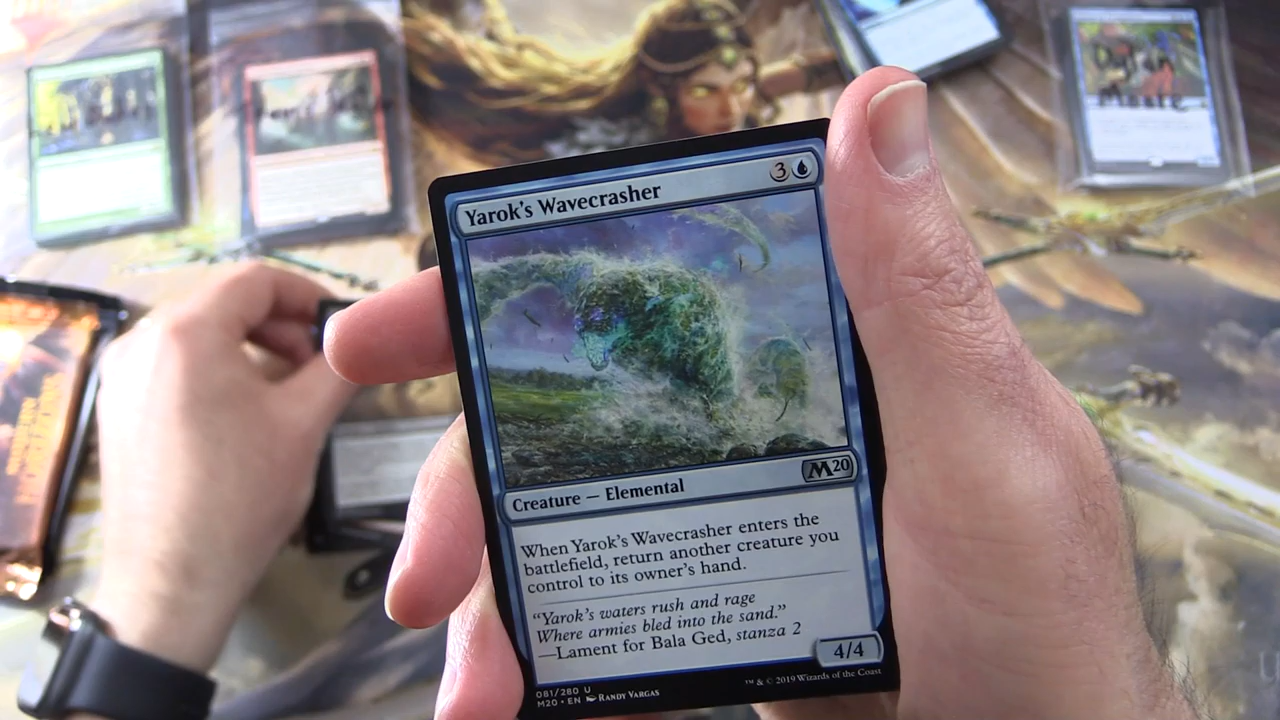 Yarok's Wavecrasher 3
M20
Creature — Elemental
When Yarok's Wavecrasher enters the
battlefield, return another creature you
control to its owner's hand.
“Yarok's waters rush and rage
Where armies bled into the sand.”
—Lament for Bala Ged, stanza 2
4/4
081/280 U
M20 • EN RANDY VARGAS
™ & © 2019 Wizards of the Coast